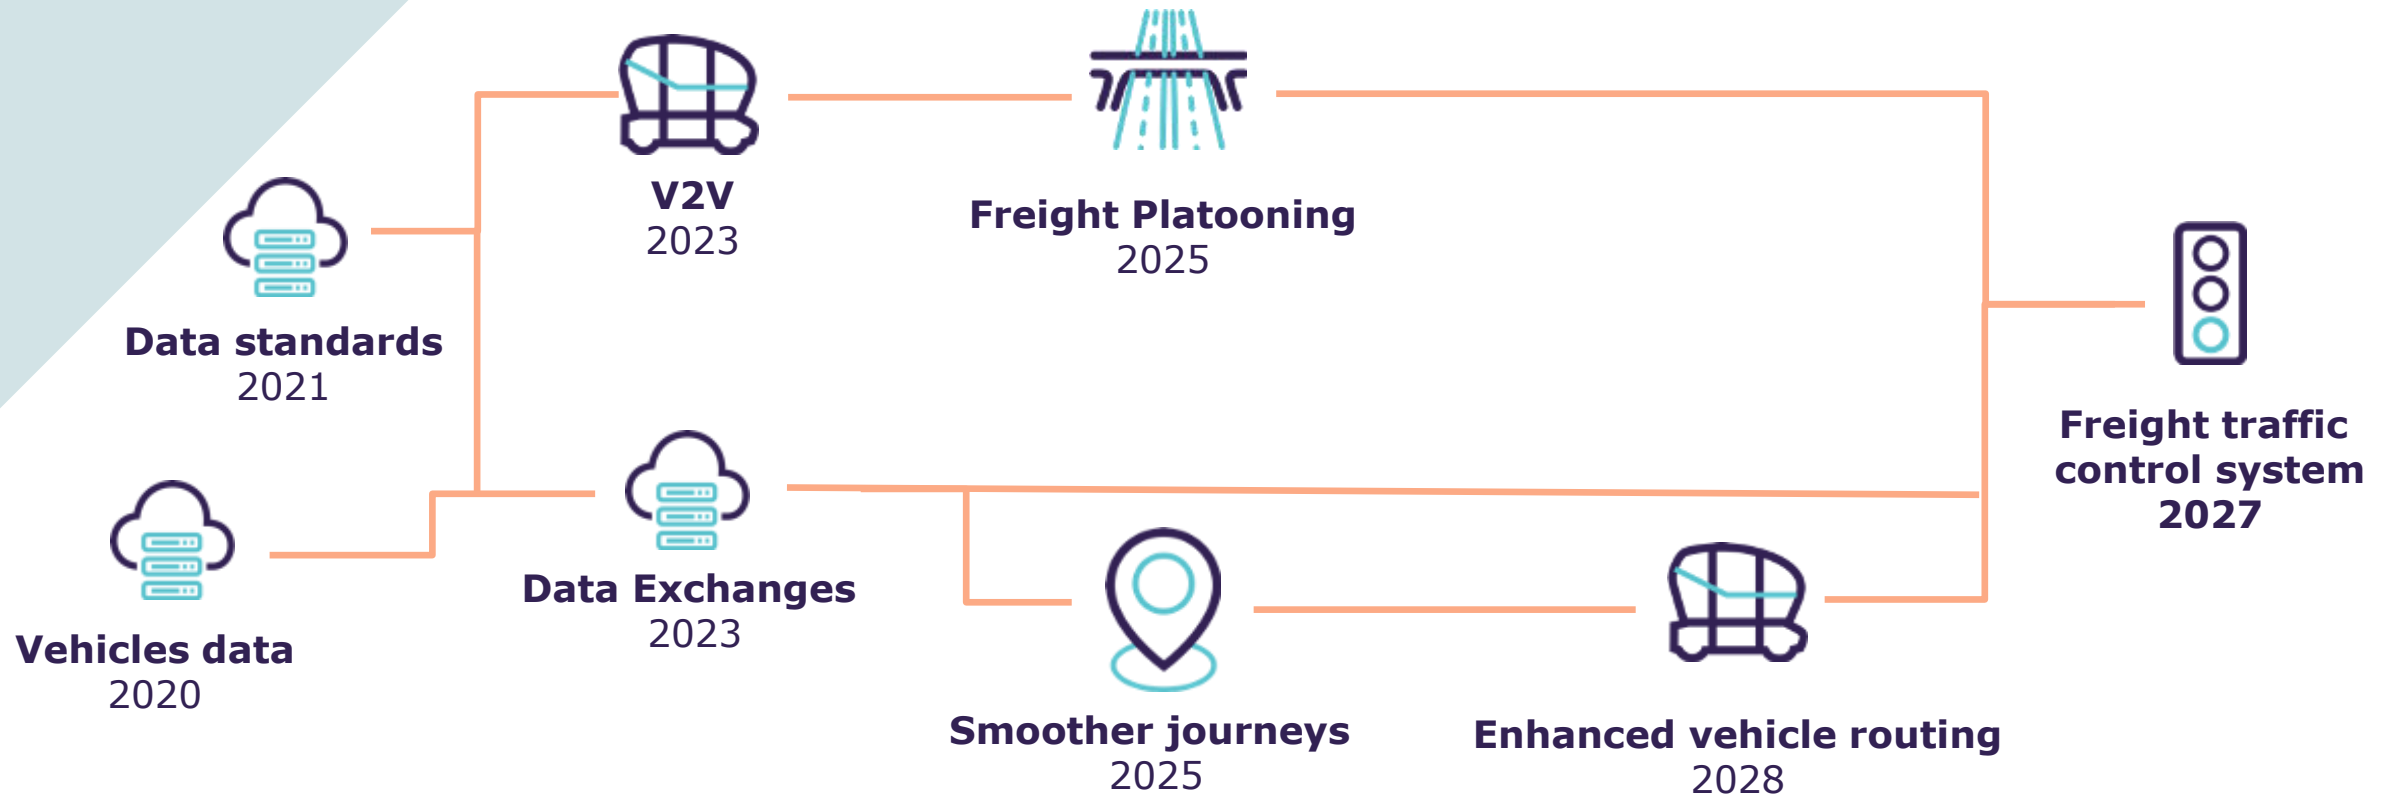 V2V
2023
Freight Platooning
2025
Data standards
2021
Freight traffic
control system
2027
Data Exchanges
2023
Vehicles data
2020
Smoother journeys
2025
Enhanced vehicle routing
2028